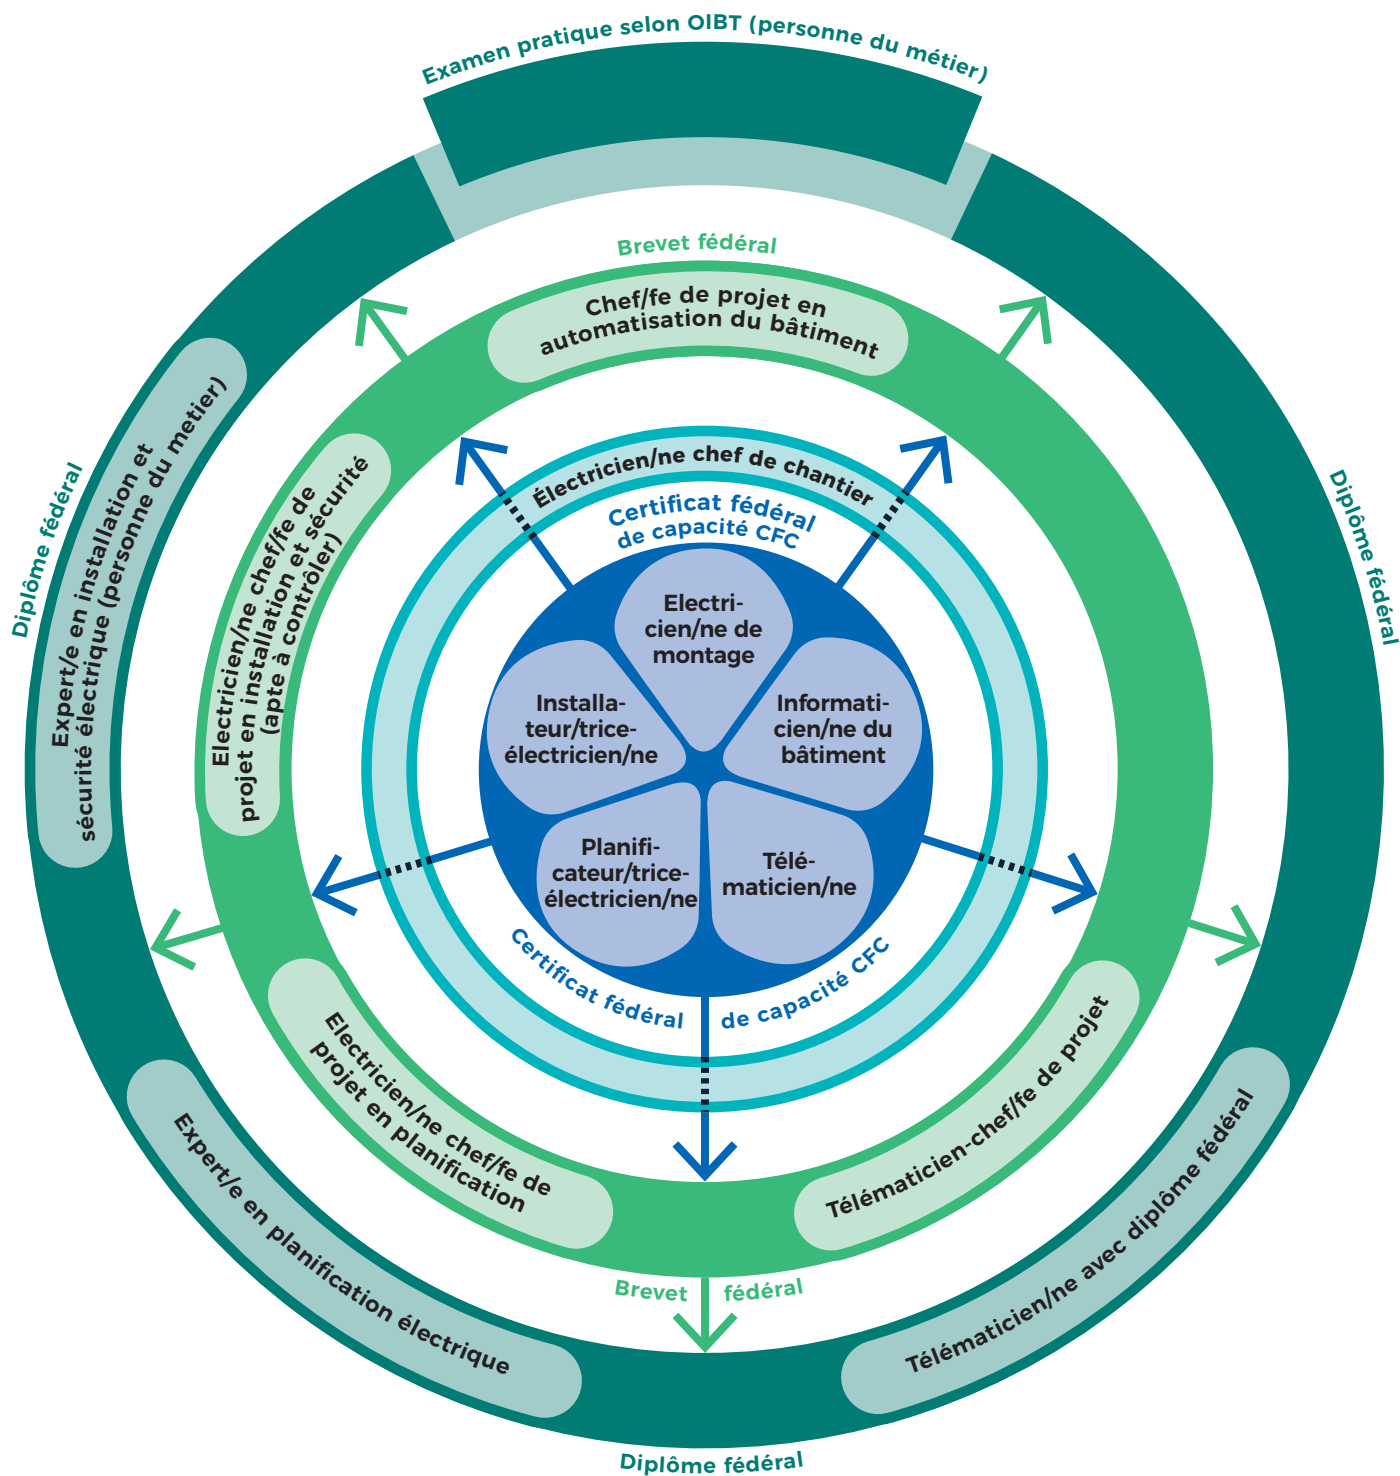 Examen pratique selon OIBT (personne du métier)
Brevet fédéral
Chef/fe de projet en
automatisation du bâtiment
Diplôme fédéral
Expert/e en installation et
sécurité électrique (personne du metier)
Electricien/ne chef/fe de
projet en installation et sécurité
(apte à contrôler)
Électricien/ne chef de chantier
Certificat fédéral
de capacité CFC
Electri-
cien/ne de
montage
Installa-
teur/trice-
électricien/ne
Informati-
cien/ne du
bâtiment
Planifi-
cateur/trice-
électricien/ne
Télé-
maticien/ne
Certificat fédéral de capacité CFC
Diplôme fédéral
Electricien/ne chef/fe de
projet en planification
Télématicien-chef/fe de projet
Brevet fédéral
Expert/e en planification électrique
Télématicien/ne avec diplôme fédéral
Diplôme fédéral